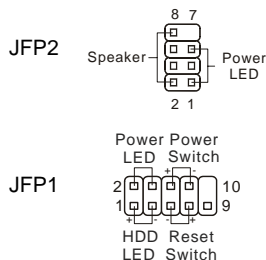 8 7
JFP2
Speaker
Power
LED
2 1
Power Power
LED Switch
+ -
JFP1
2 10
1 9
+ - - +
HDD Reset
LED Switch